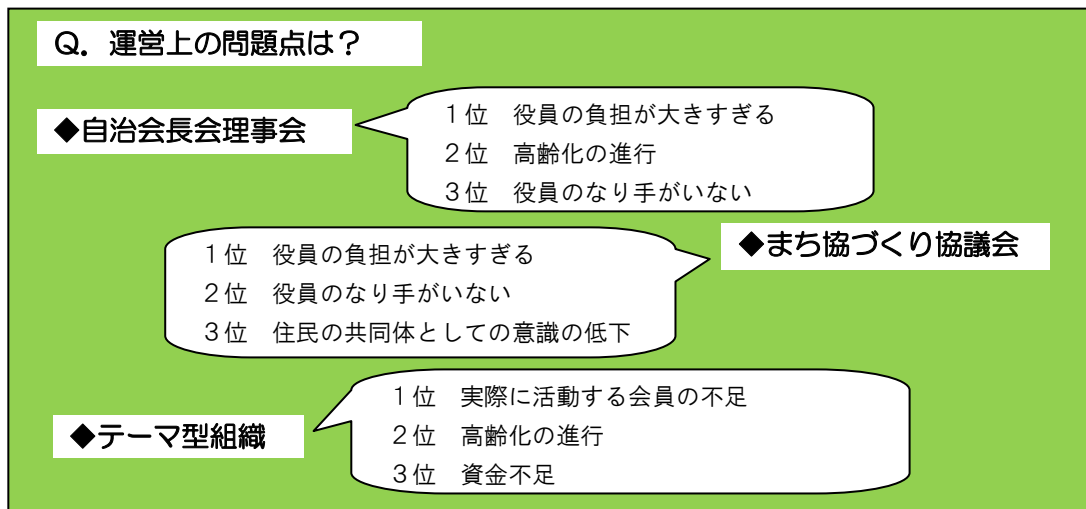 Q．運営上の問題点は？
◆自治会長会理事会
１位　役員の負担が大きすぎる
２位　高齢化の進行
３位　役員のなり手がいない
◆まち協づくり協議会
１位　役員の負担が大きすぎる
２位　役員のなり手がいない
３位　住民の共同体としての意識の低下
◆テーマ型組織
１位　実際に活動する会員の不足
２位　高齢化の進行
３位　資金不足